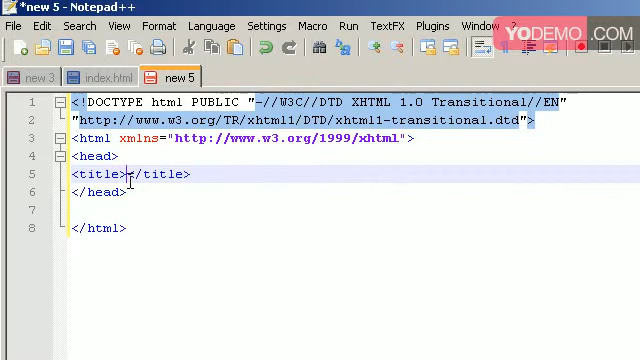 *new 5 - Notepad++
File Edit Search View Encoding Language Settings Macro Run TextFX Plugins Window ?
YODEMO.COM
new 3 index.html new 5
1 <!DOCTYPE html PUBLIC "-//W3C//DTD XHTML 1.0 Transitional//EN"
2 "http://www.w3.org/TR/xhtml1/DTD/xhtml1-transitional.dtd">
3 <html xmlns="http://www.w3.org/1999/xhtml">
4 <head>
5 <title></title>
6 </head>
7
8 </html>